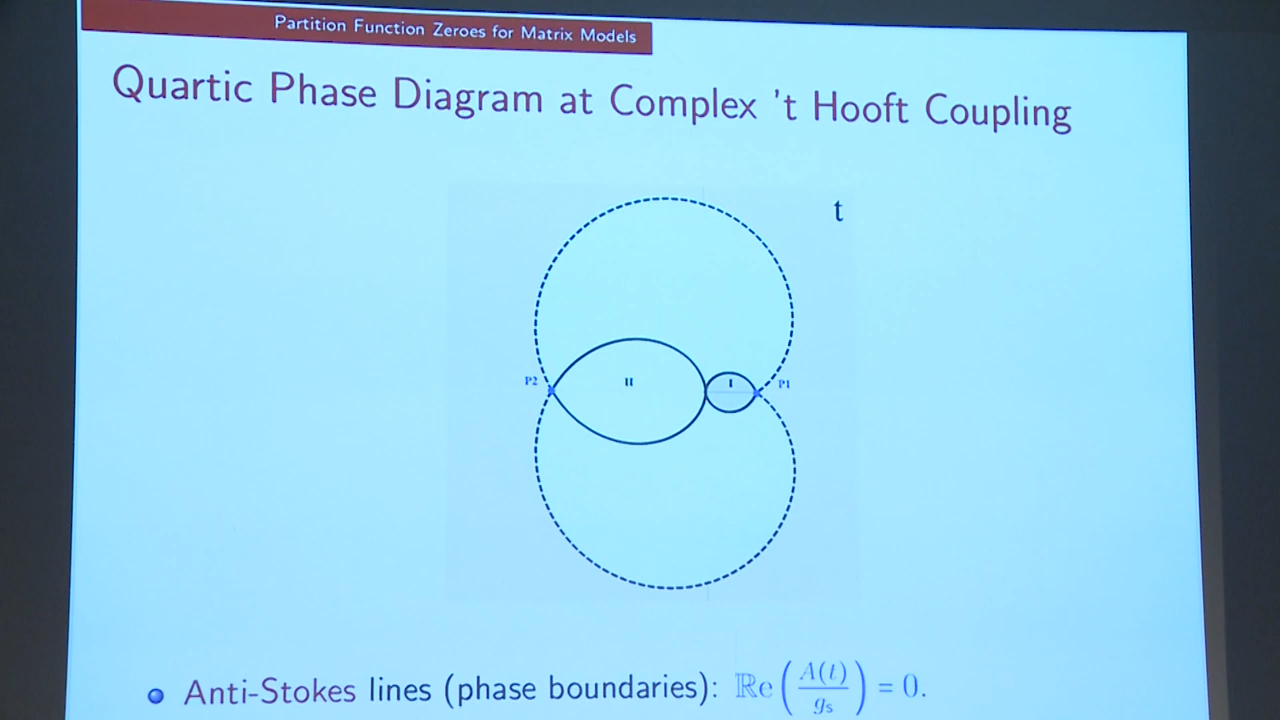 Partition Function Zeroes for Matrix Models
Quartic Phase Diagram at Complex 't Hooft Coupling
t
P2
II
I
P1
Anti-Stokes lines (phase boundaries): ℝe(A(t)/gₛ) = 0.